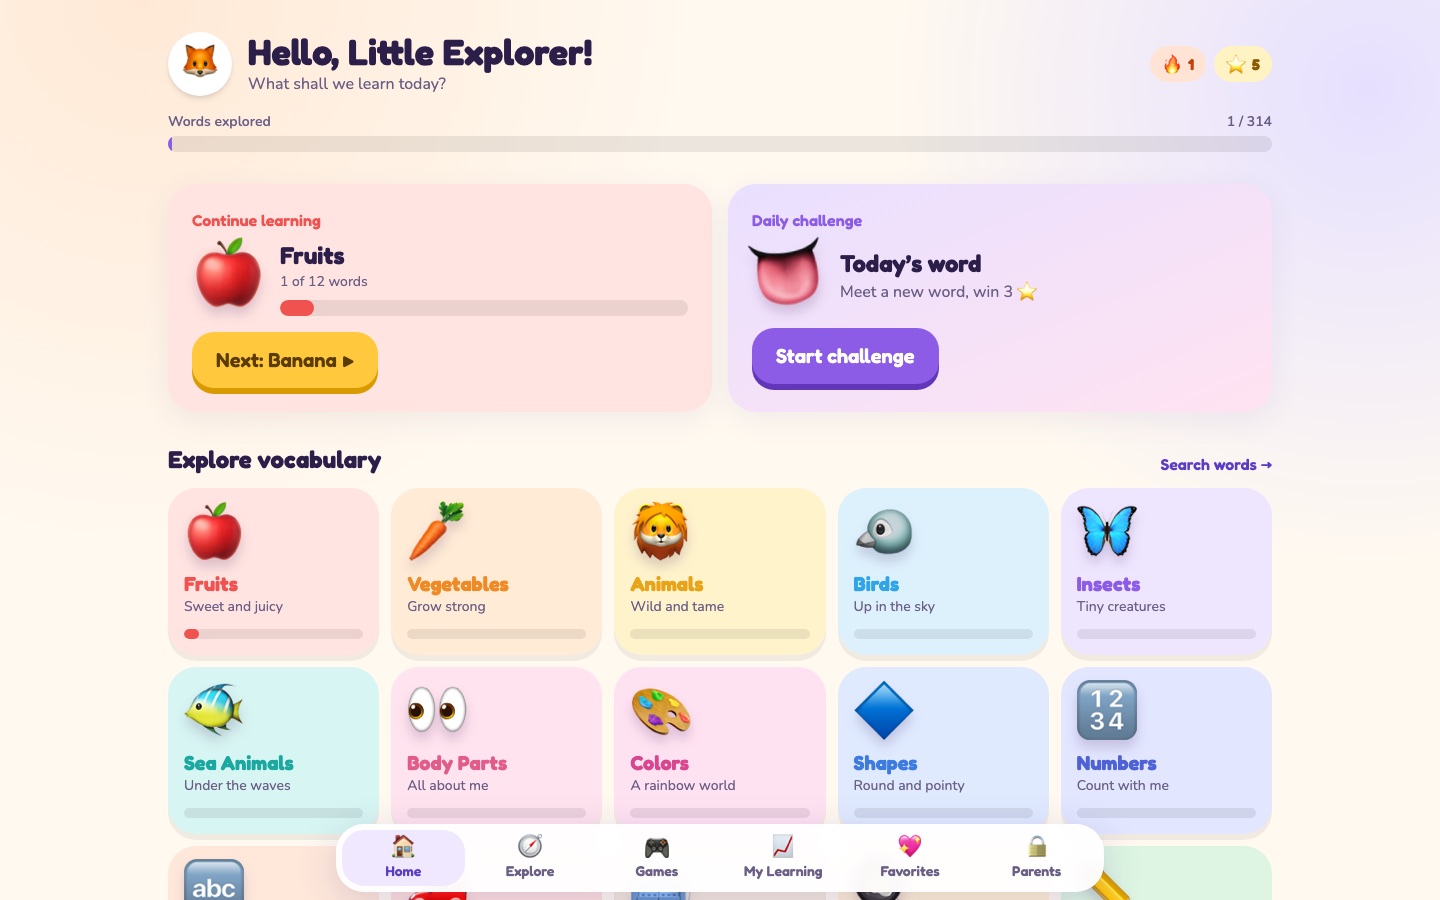 Hello, Little Explorer!
What shall we learn today?
1
5
Words explored
1 / 314
Continue learning
Fruits
1 of 12 words
Next: Banana
Daily challenge
Today's word
Meet a new word, win 3
Start challenge
Explore vocabulary
Search words →
Fruits
Sweet and juicy
Vegetables
Grow strong
Animals
Wild and tame
Birds
Up in the sky
Insects
Tiny creatures
Sea Animals
Under the waves
Body Parts
All about me
Colors
A rainbow world
Shapes
Round and pointy
1 2
3 4
Numbers
Count with me
abc
Home
Explore
Games
My Learning
Favorites
Parents